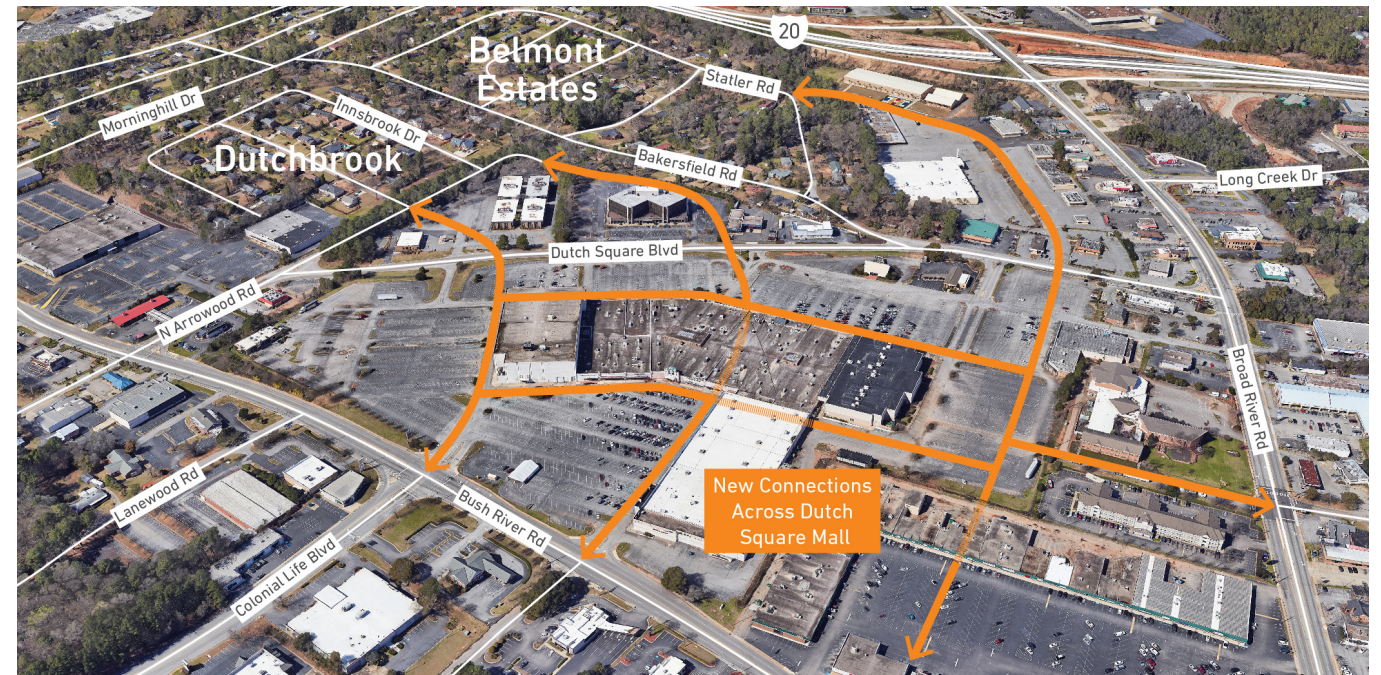 20
Belmont
Estates
Statler Rd
Morninghill Dr
Innsbrook Dr
Dutchbrook
Bakersfield Rd
Long Creek Dr
Dutch Square Blvd
N Arrowood Rd
Broad River Rd
Lanewood Rd
Bush River Rd
New Connections
Across Dutch
Square Mall
Colonial Life Blvd